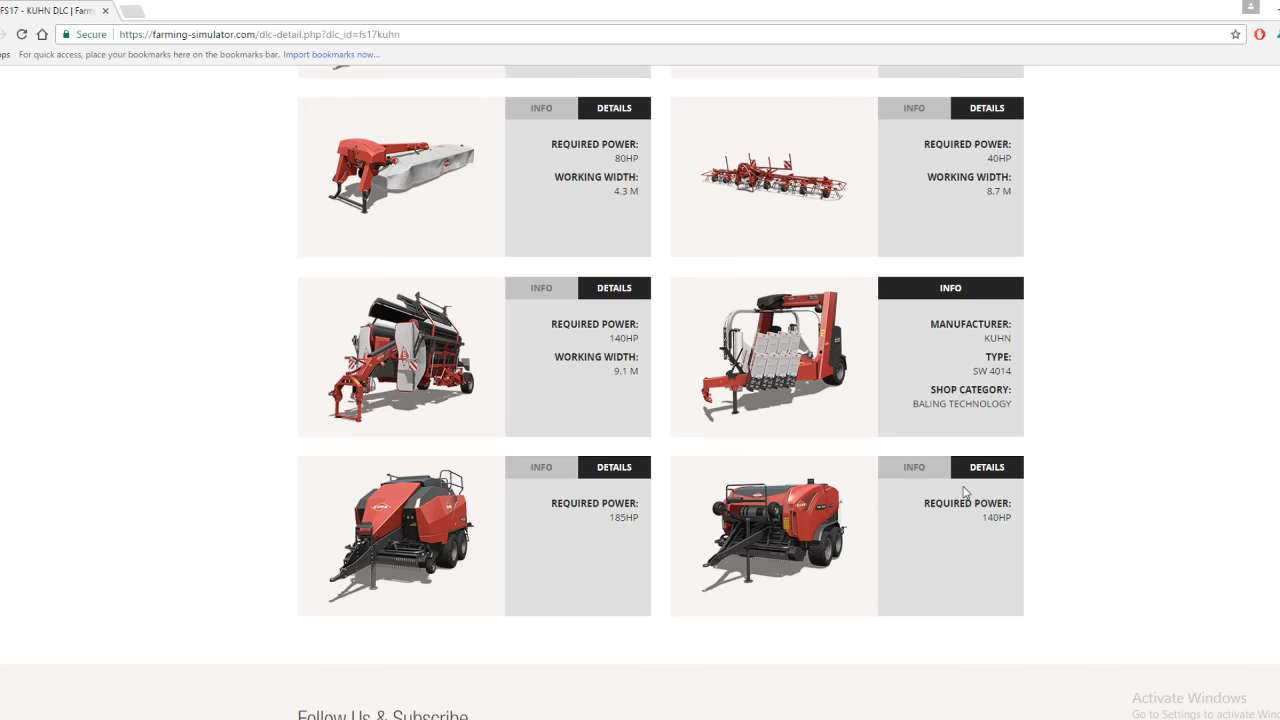 FS17 - KUHN DLC | Farm
Secure
https://farming-simulator.com/dlc-detail.php?dlc_id=fs17kuhn
For quick access, place your bookmarks here on the bookmarks bar. Import bookmarks now...
INFO DETAILS
REQUIRED POWER:
80HP
WORKING WIDTH:
4.3 M
INFO DETAILS
REQUIRED POWER:
40HP
WORKING WIDTH:
8.7 M
INFO DETAILS
REQUIRED POWER:
140HP
WORKING WIDTH:
9.1 M
INFO
MANUFACTURER:
KUHN
TYPE:
SW 4014
SHOP CATEGORY:
BALING TECHNOLOGY
INFO DETAILS
REQUIRED POWER:
185HP
INFO DETAILS
REQUIRED POWER:
140HP
Follow Us & Subscribe
Activate Windows
Go to Settings to activate Win